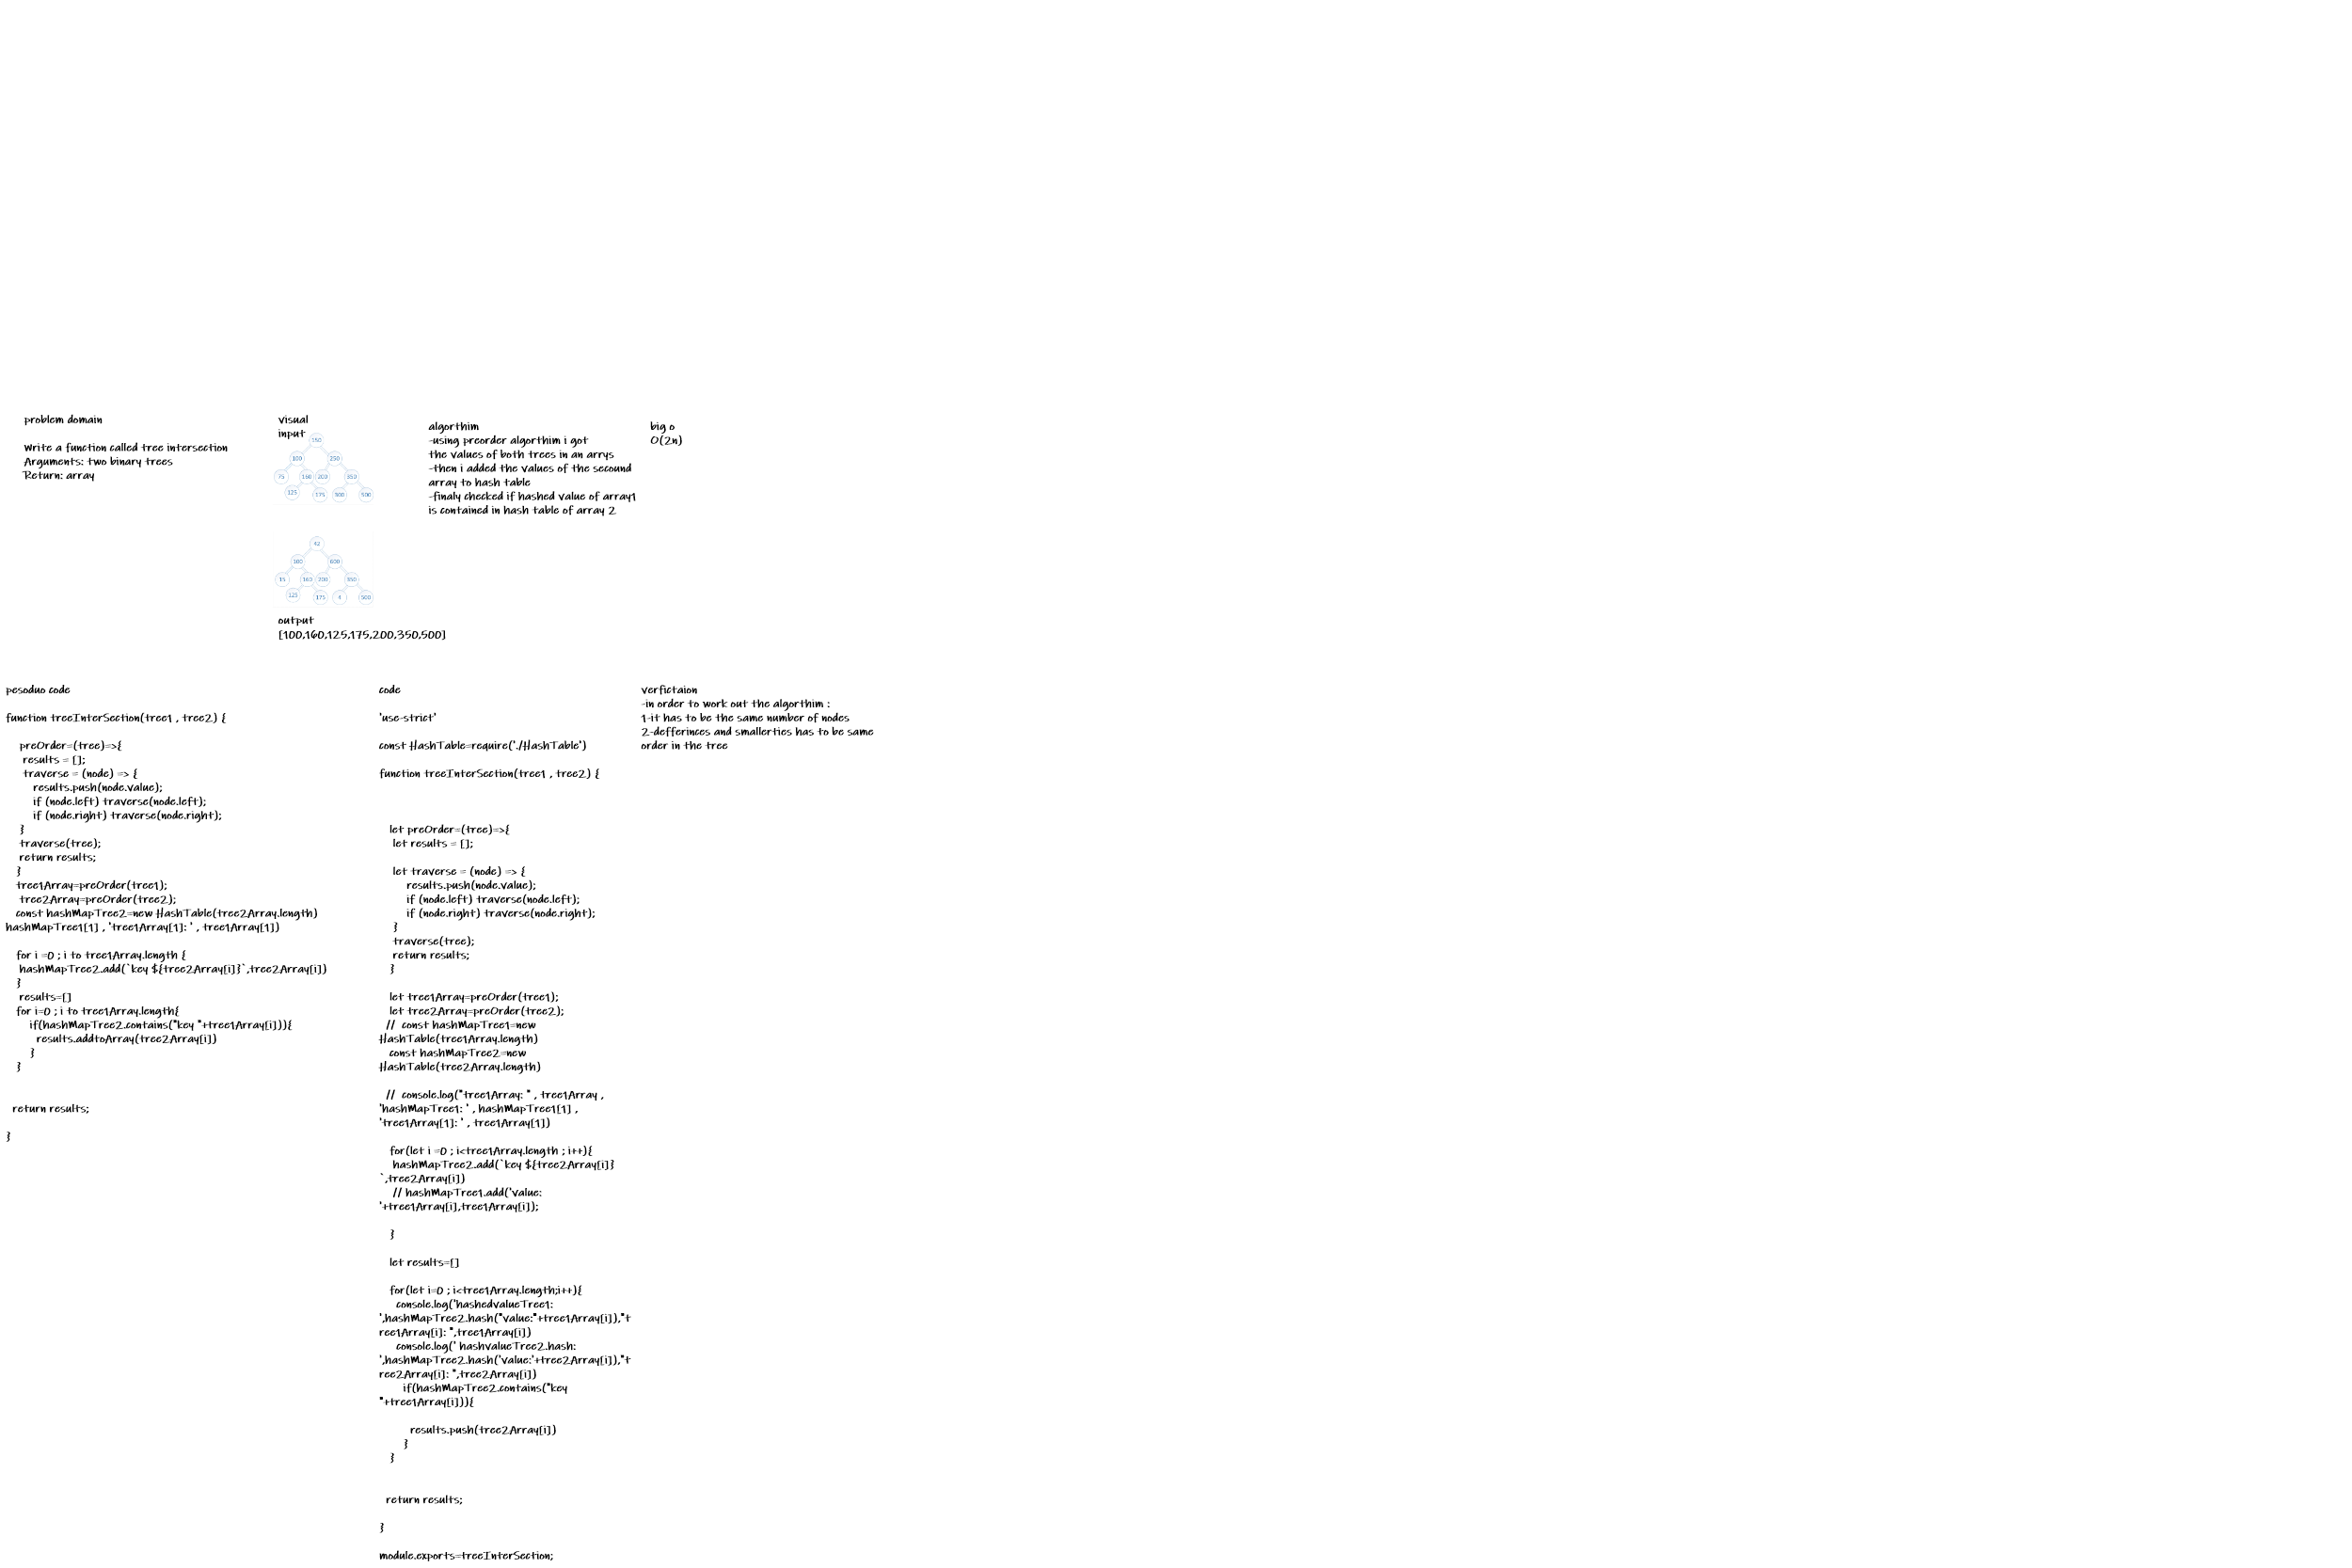 problem domain
Write a function called tree intersection
Arguments: two binary trees
Return: array
visual
input
150
100
250
75
160
200
350
125
175
300
500
42
100
600
15
160
200
350
125
175
4
500
output
[100,160,125,175,200,350,500]
algorthim
-using preorder algorthim i got
the values of both trees in an arrys
-then i added the values of the secound
array to hash table
-finaly checked if hashed value of array1
is contained in hash table of array 2
big o
O(2n)
pesoduo code
function treeInterSection(tree1 , tree2) {
preOrder=(tree)=>{
results = [];
traverse = (node) => {
results.push(node.value);
if (node.left) traverse(node.left);
if (node.right) traverse(node.right);
}
traverse(tree);
return results;
}
tree1Array=preOrder(tree1);
tree2Array=preOrder(tree2);
const hashMapTree2=new HashTable(tree2Array.length)
hashMapTree1[1] , 'tree1Array[1]: ' , tree1Array[1])
for i =0 ; i to tree1Array.length {
hashMapTree2.add(`key ${tree2Array[i]}`,tree2Array[i])
}
results=[]
for i=0 ; i to tree1Array.length{
if(hashMapTree2.contains("key "+tree1Array[i])){
results.addtoArray(tree2Array[i])
}
}
return results;
}
code
'use-strict'
const HashTable=require('./HashTable')
function treeInterSection(tree1 , tree2) {
let preOrder=(tree)=>{
let results = [];
let traverse = (node) => {
results.push(node.value);
if (node.left) traverse(node.left);
if (node.right) traverse(node.right);
}
traverse(tree);
return results;
}
let tree1Array=preOrder(tree1);
let tree2Array=preOrder(tree2);
// const hashMapTree1=new
HashTable(tree1Array.length)
const hashMapTree2=new
HashTable(tree2Array.length)
// console.log("tree1Array: " , tree1Array ,
'hashMapTree1: ' , hashMapTree1[1] ,
'tree1Array[1]: ' , tree1Array[1])
for(let i =0 ; i<tree1Array.length ; i++){
hashMapTree2.add(`key ${tree2Array[i]}
`,tree2Array[i])
// hashMapTree1.add('value:
'+tree1Array[i],tree1Array[i]);
}
let results=[]
for(let i=0 ; i<tree1Array.length;i++){
console.log('hashedvalueTree1:
',hashMapTree2.hash("value:"+tree1Array[i]),"t
ree1Array[i]: ",tree1Array[i])
console.log(' hashvalueTree2.hash:
',hashMapTree2.hash('value:'+tree2Array[i]),"t
ree2Array[i]: ",tree2Array[i])
if(hashMapTree2.contains("key
"+tree1Array[i])){
results.push(tree2Array[i])
}
}
return results;
}
module.exports=treeInterSection;
verfictaion
-in order to work out the algorthim :
1-it has to be the same number of nodes
2-defferinces and smallerties has to be same
order in the tree